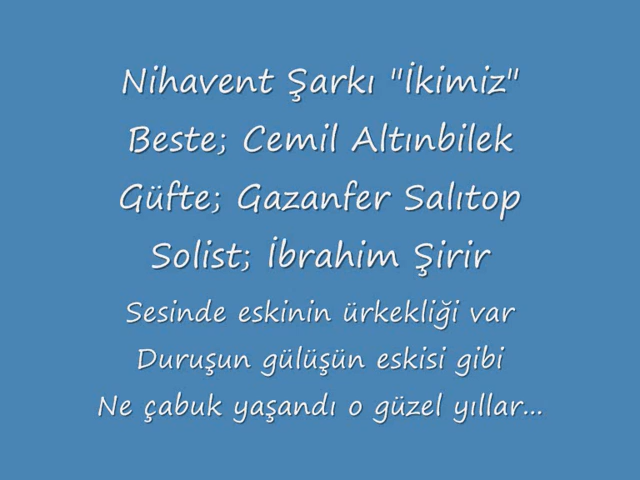 Nihavent Şarkı "İkimiz"
Beste; Cemil Altınbilek
Güfte; Gazanfer Salıtop
Solist; İbrahim Şirir
Sesinde eskinin ürkekliği var
Duruşun gülüşün eskisi gibi
Ne çabuk yaşandı o güzel yıllar...